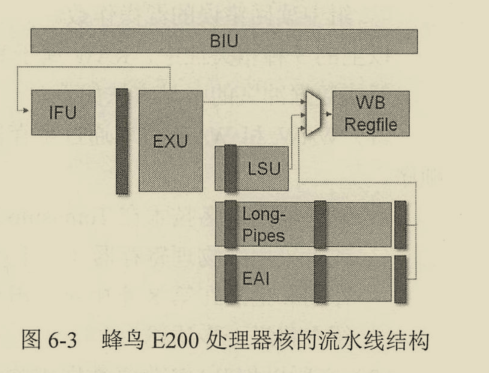 BIU
IFU
EXU
WB
Regfile
LSU
Long-
Pipes
EAI
图 6-3 蜂鸟 E200 处理器核的流水线结构